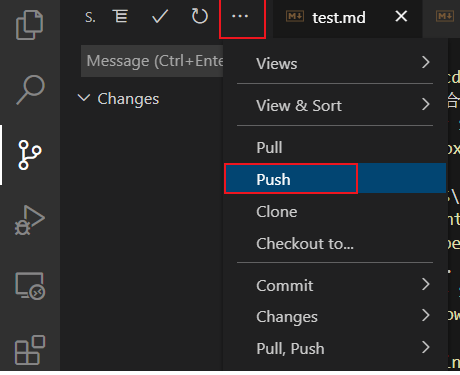 S.
test.md
Message (Ctrl+Ente
Views
Changes
View & Sort
Pull
Push
Clone
Checkout to...
Commit
Changes
Pull, Push